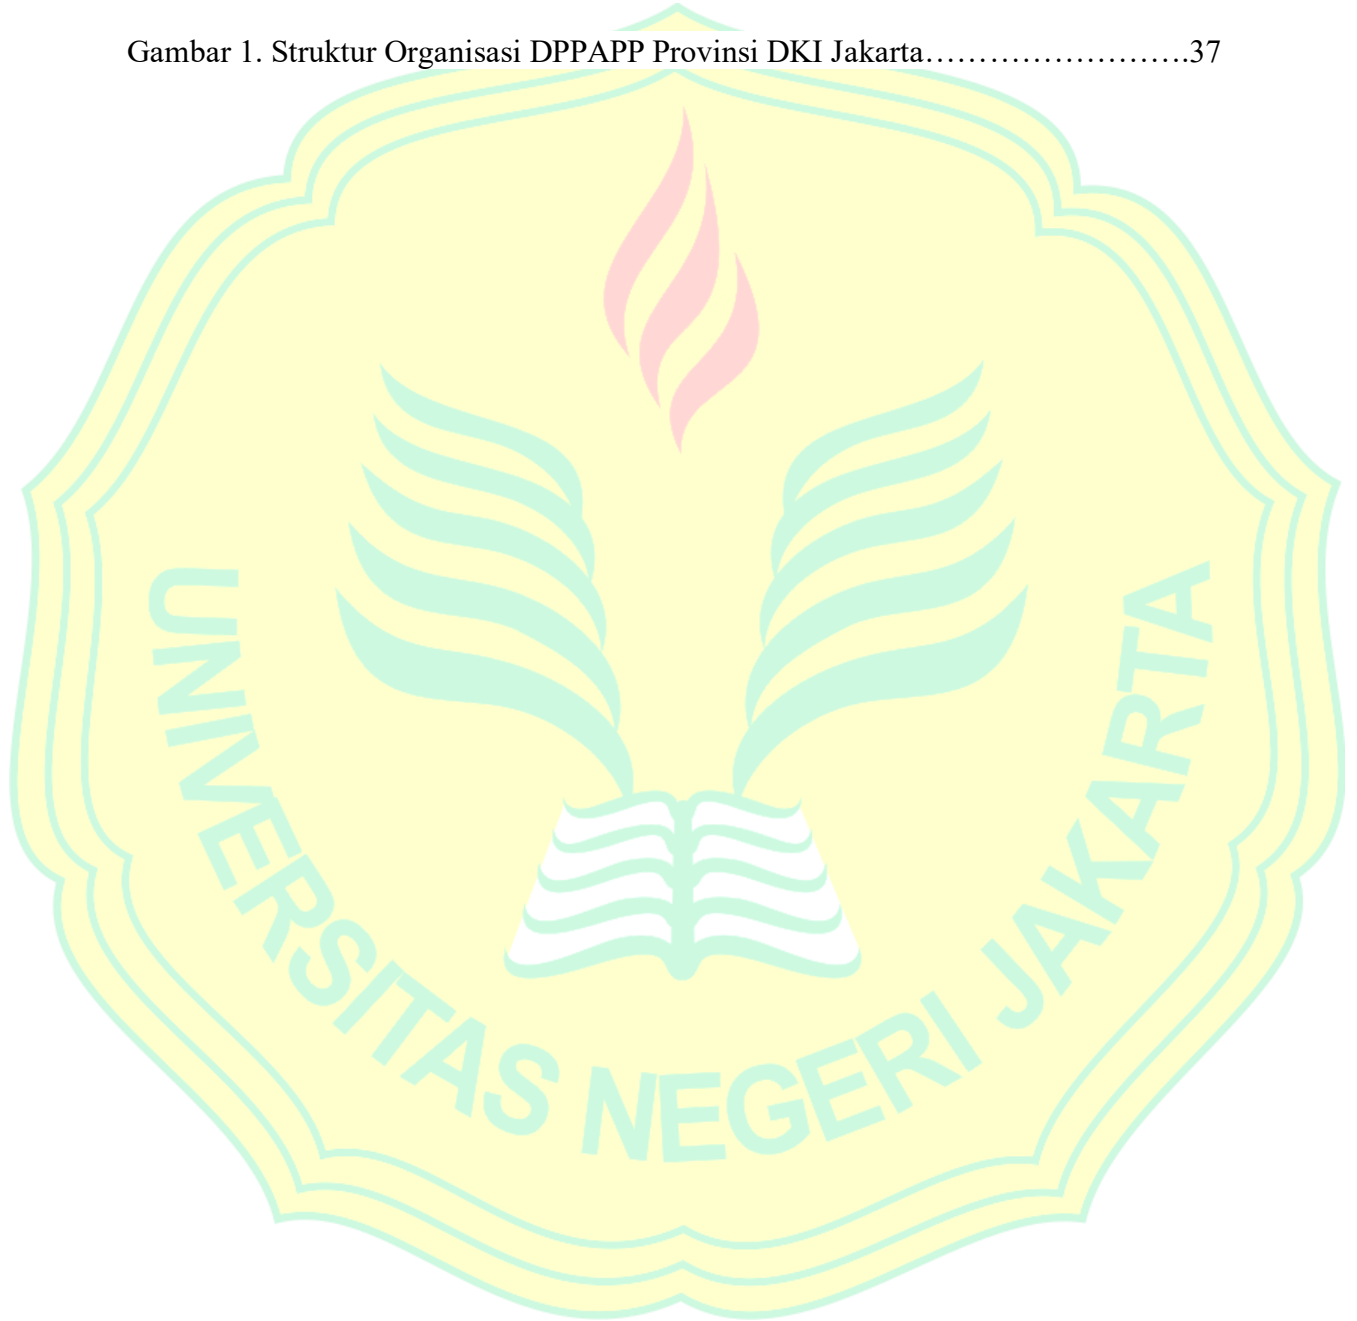 Gambar 1. Struktur Organisasi DPPAPP Provinsi DKI Jakarta…………………….37
UNIVERSITAS NEGERI JAKARTA